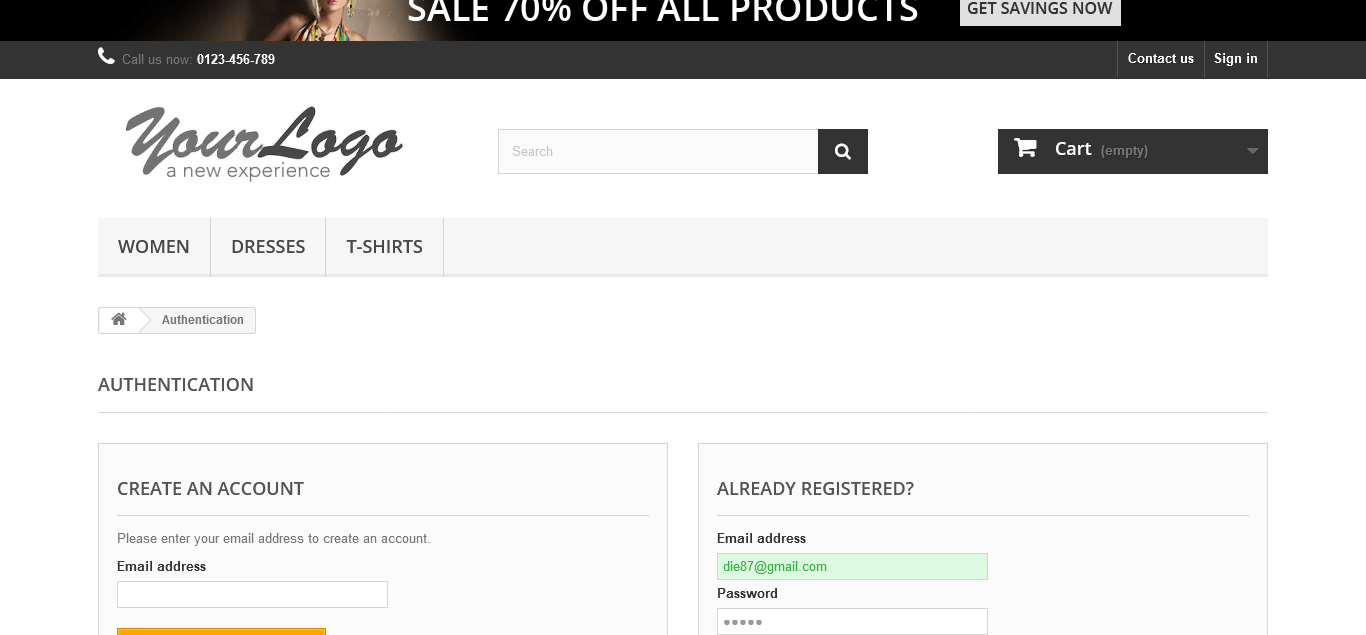 SALE 70% OFF ALL PRODUCTS
GET SAVINGS NOW
Call us now: 0123-456-789
Contact us
Sign in
YourLogo
a new experience
Search
Cart (empty)
WOMEN
DRESSES
T-SHIRTS
Authentication
AUTHENTICATION
CREATE AN ACCOUNT
Please enter your email address to create an account.
Email address
ALREADY REGISTERED?
Email address
die87@gmail.com
Password
•••••